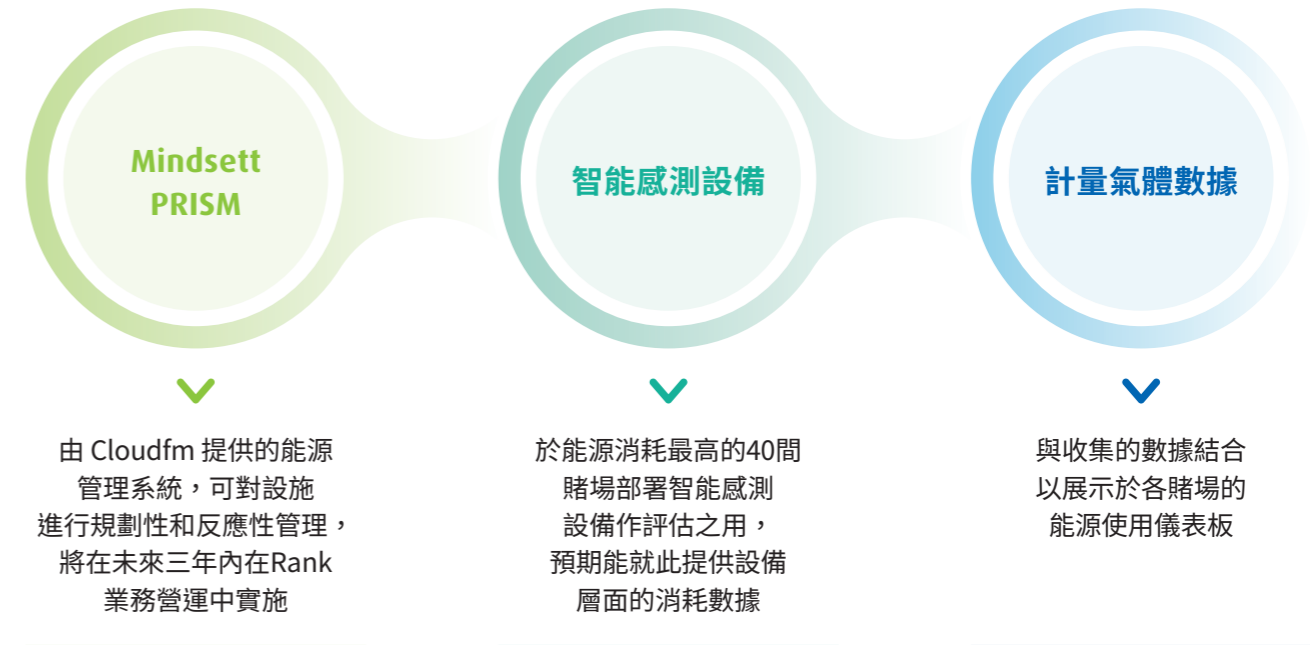 Mindsett
PRISM
由 Cloudfm 提供的能源
管理系統，可對設施
進行規劃性和反應性管理，
將在未來三年內在Rank
業務營運中實施
智能感測設備
於能源消耗最高的40間
賭場部署智能感測
設備作評估之用，
預期能就此提供設備
層面的消耗數據
計量氣體數據
與收集的數據結合
以展示於各賭場的
能源使用儀表板